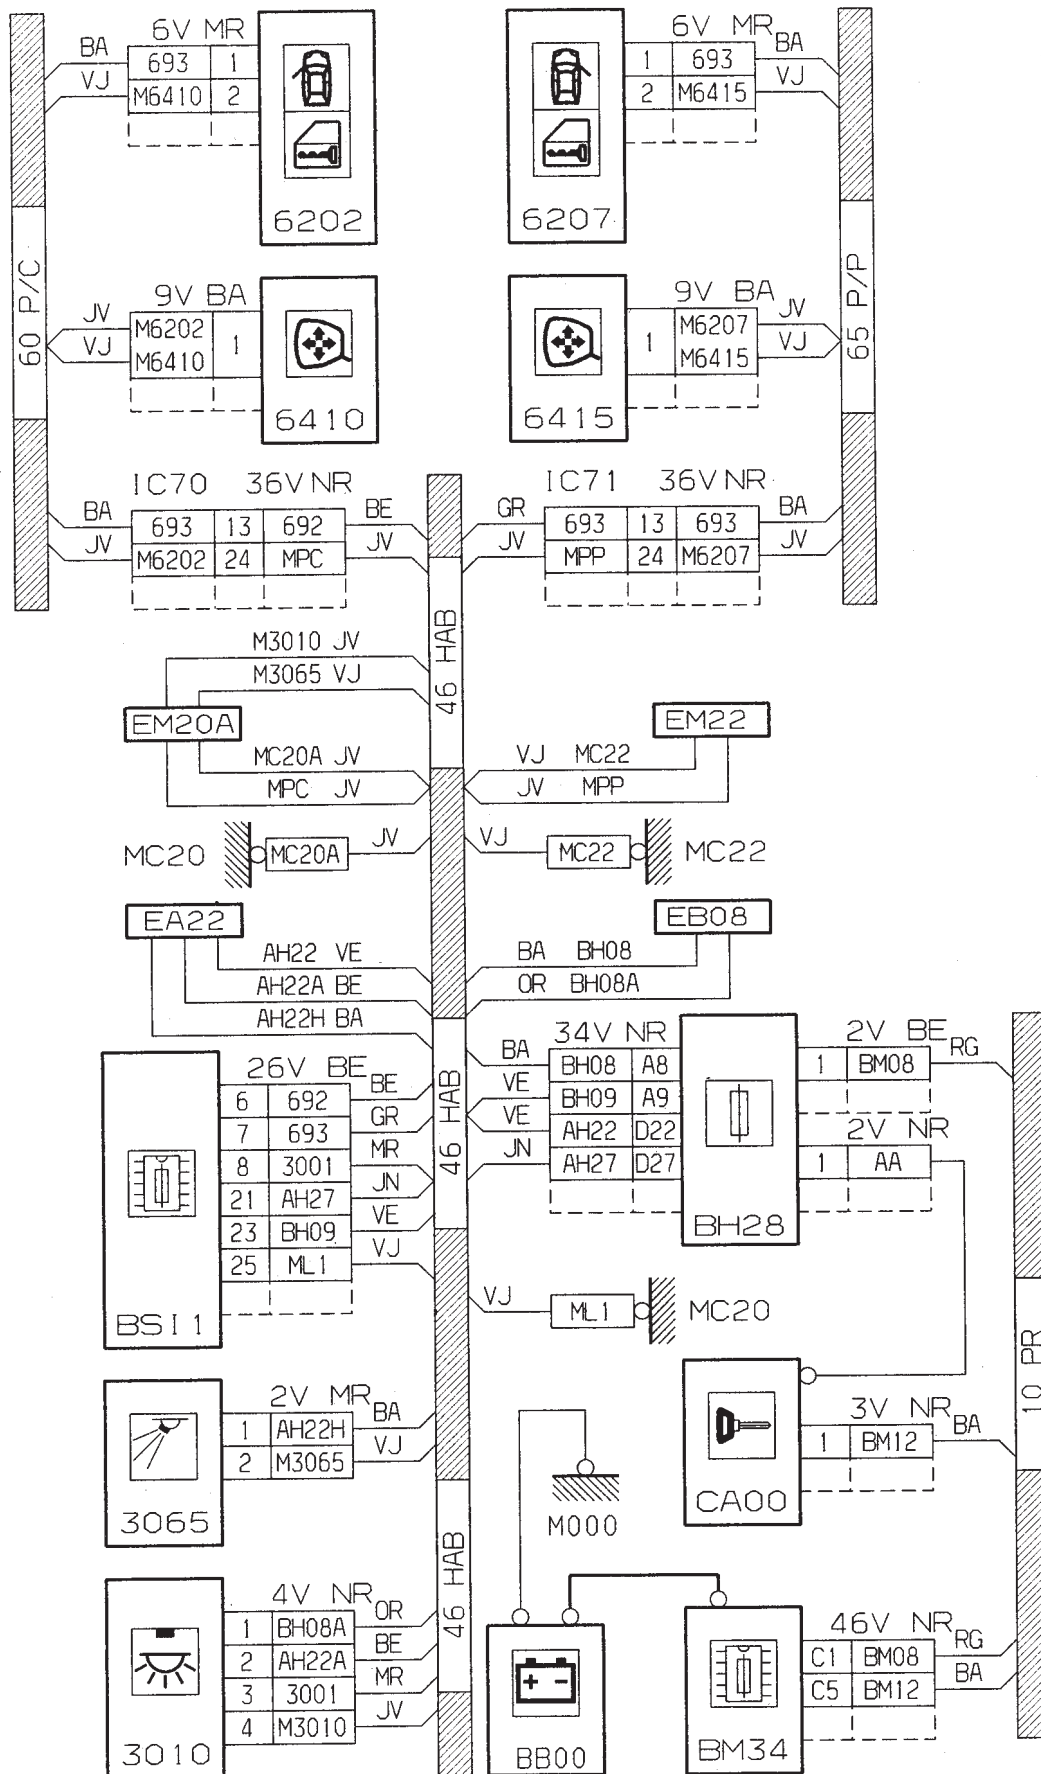 6V MR
BA 693 1
VJ M6410 2
6202
6V MR
1 693 BA
2 M6415 VJ
6207
60 P/C
65 P/P
9V BA
JV M6202 1
VJ M6410
6410
9V BA
1 M6207 JV
M6415 VJ
6415
IC70 36V NR
BA 693 13 692 BE
JV M6202 24 MPC JV
IC71 36V NR
GR 693 13 693 BA
JV MPP 24 M6207 JV
46 HAB
M3010 JV
M3065 VJ
EM20A
MC20A JV
MPC JV
EM22
VJ MC22
JV MPP
MC20 MC20A JV
VJ MC22 MC22
EA22
AH22 VE
AH22A BE
AH22H BA
EB08
BA BH08
OR BH08A
46 HAB
26V BE
6 692 BE
7 693 GR
8 3001 MR
21 AH27 JN
23 BH09 VE
25 ML1 VJ
BSI1
34V NR
BA BH08 A8
VE BH09 A9
VE AH22 D22
JN AH27 D27
BH28
2V BE
1 BM08 RG
2V NR
1 AA
VJ ML1 MC20
10 PR
2V MR
1 AH22H BA
2 M3065 VJ
3065
M000
3V NR
1 BM12 BA
CA00
46 HAB
4V NR
1 BH08A OR
2 AH22A BE
3 3001 MR
4 M3010 JV
3010
+ -
BB00
46V NR
C1 BM08 RG
C5 BM12 BA
BM34